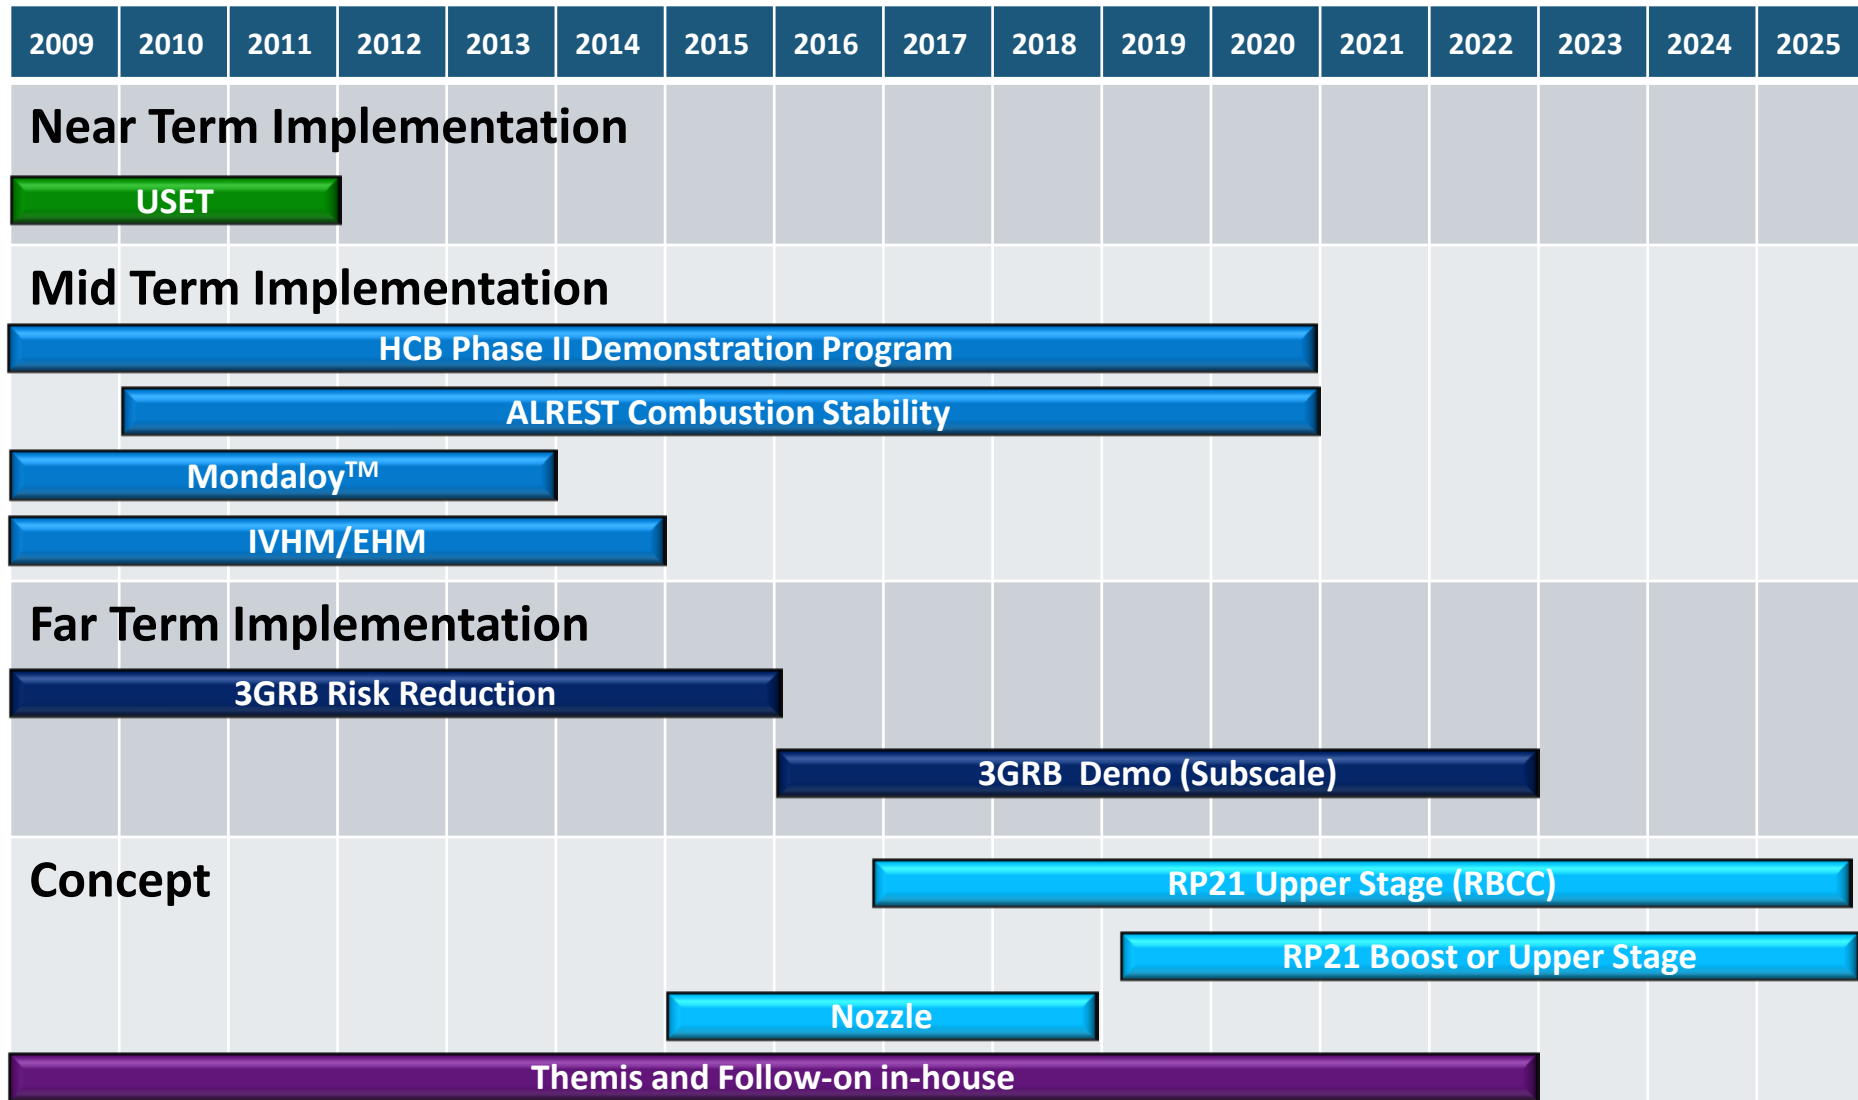 2009 2010 2011 2012 2013 2014 2015 2016 2017 2018 2019 2020 2021 2022 2023 2024 2025
Near Term Implementation
USET
Mid Term Implementation
HCB Phase II Demonstration Program
ALREST Combustion Stability
Mondaloy™
IVHM/EHM
Far Term Implementation
3GRB Risk Reduction
3GRB Demo (Subscale)
Concept
RP21 Upper Stage (RBCC)
RP21 Boost or Upper Stage
Nozzle
Themis and Follow-on in-house